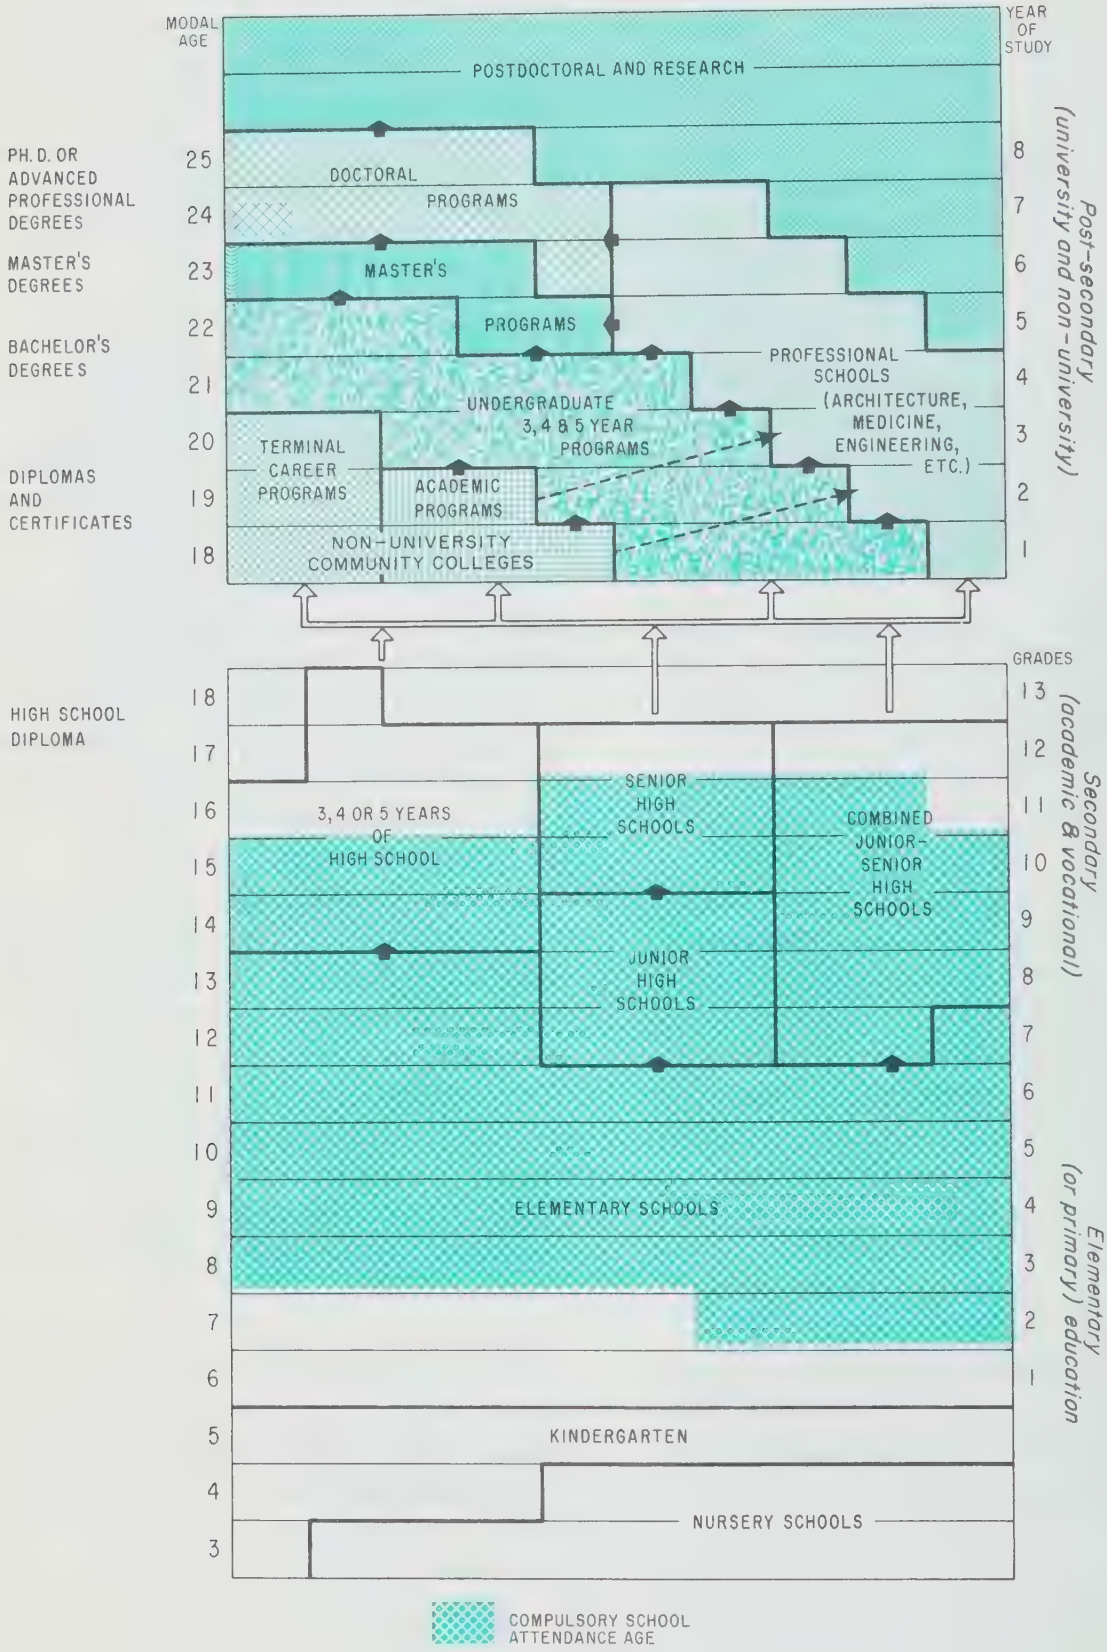 MODAL
AGE
YEAR
OF
STUDY
POSTDOCTORAL AND RESEARCH
PH. D. OR
ADVANCED
PROFESSIONAL
DEGREES
25
DOCTORAL
8
24
PROGRAMS
7
MASTER'S
DEGREES
23
MASTER'S
6
22
PROGRAMS
5
BACHELOR'S
DEGREES
21
PROFESSIONAL
SCHOOLS
(ARCHITECTURE,
MEDICINE,
ENGINEERING,
ETC.)
4
UNDERGRADUATE
3, 4 & 5 YEAR
PROGRAMS
20
TERMINAL
CAREER
PROGRAMS
3
DIPLOMAS
AND
CERTIFICATES
19
ACADEMIC
PROGRAMS
2
18
NON-UNIVERSITY
COMMUNITY COLLEGES
1
Post-secondary
(university and non-university)
GRADES
HIGH SCHOOL
DIPLOMA
18
13
17
12
16
3, 4 OR 5 YEARS
OF
HIGH SCHOOL
SENIOR
HIGH
SCHOOLS
COMBINED
JUNIOR-
SENIOR
HIGH
SCHOOLS
11
15
10
14
9
13
JUNIOR
HIGH
SCHOOLS
8
12
7
Secondary
(academic & vocational)
11
6
10
5
9
ELEMENTARY SCHOOLS
4
8
3
7
2
6
1
Elementary
(or primary) education
5
KINDERGARTEN
4
NURSERY SCHOOLS
3
COMPULSORY SCHOOL
ATTENDANCE AGE